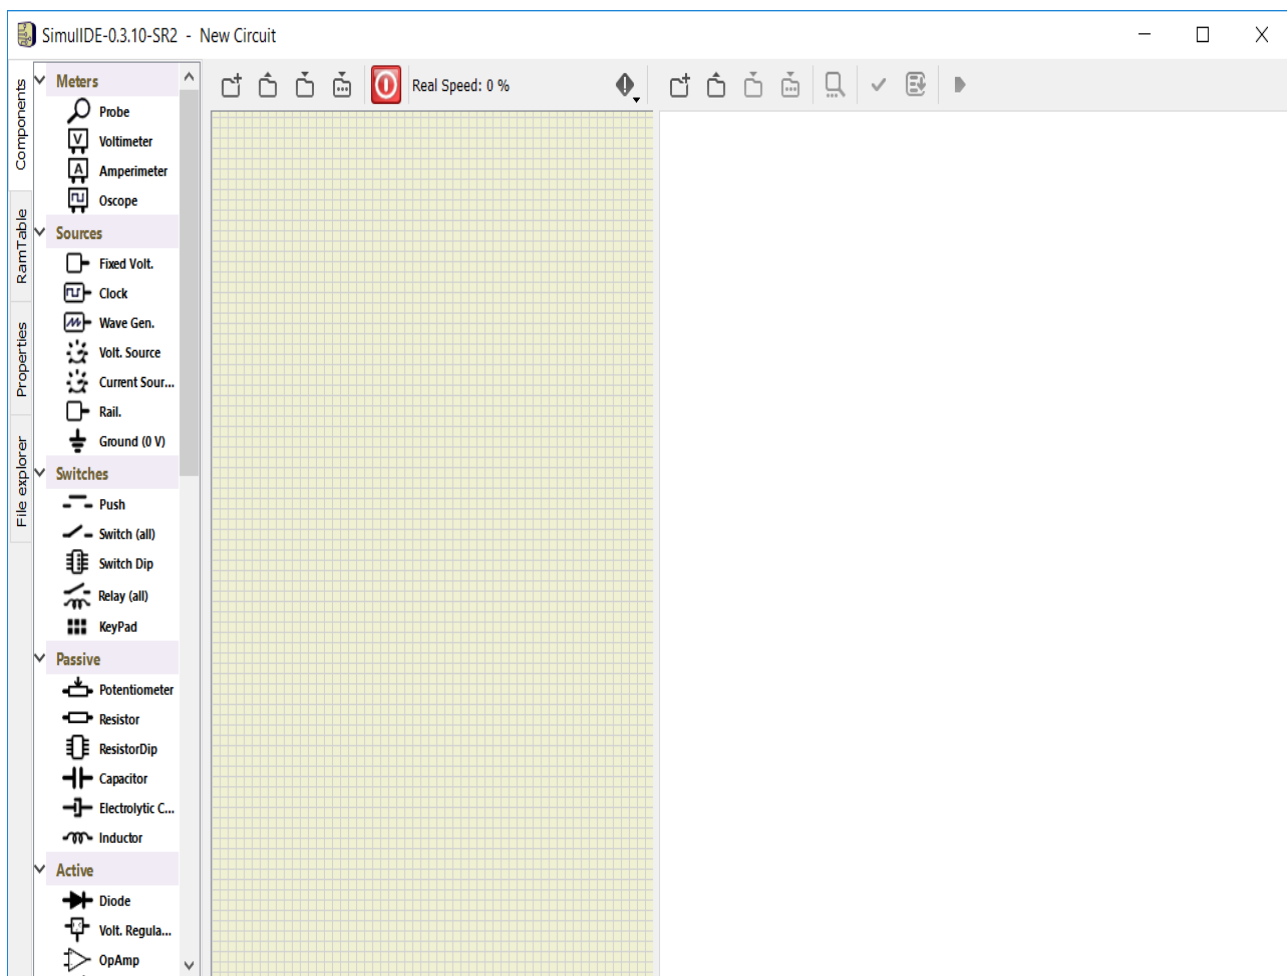 SimulIDE-0.3.10-SR2 - New Circuit
Components
RamTable
Properties
File explorer
Meters
Probe
Voltimeter
Amperimeter
Oscope
Sources
Fixed Volt.
Clock
Wave Gen.
Volt. Source
Current Sour...
Rail.
Ground (0 V)
Switches
Push
Switch (all)
Switch Dip
Relay (all)
KeyPad
Passive
Potentiometer
Resistor
ResistorDip
Capacitor
Electrolytic C...
Inductor
Active
Diode
Volt. Regula...
OpAmp
Real Speed: 0 %